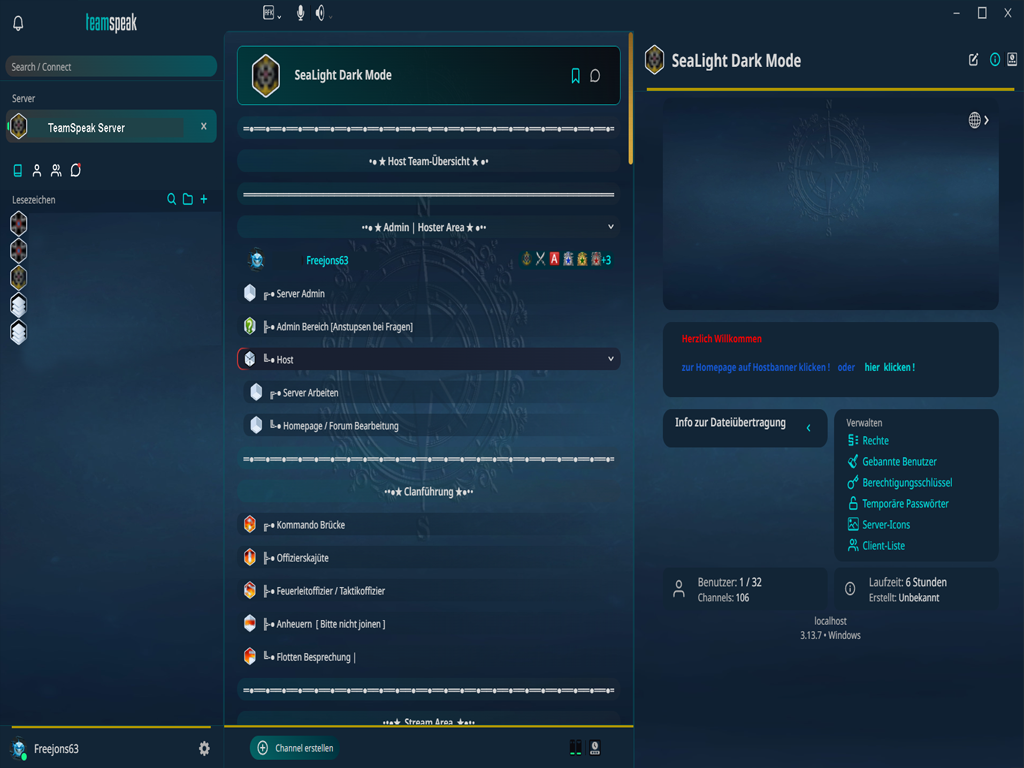 teamspeak
Search / Connect
Server
TeamSpeak Server
X
Lesezeichen
Freejons63
AFK
SeaLight Dark Mode
•● ★ Host Team-Übersicht ★ ●•
••● ★ Admin | Hoster Area ★ ●••
Freejons63
A
+3
╔● Server Admin
╠● Admin Bereich [Anstupsen bei Fragen]
╚● Host
╔● Server Arbeiten
╚● Homepage / Forum Bearbeitung
••●★ Clanführung ★●••
╔● Kommando Brücke
╠● Offizierskajüte
╠● Feuerleitoffizier / Taktikoffizier
╠● Anheuern [ Bitte nicht joinen ]
╚● Flotten Besprechung |
••●★ Stream Area ★●••
Channel erstellen
SeaLight Dark Mode
Herzlich Willkommen
zur Homepage auf Hostbanner klicken ! oder hier klicken !
Info zur Dateiübertragung
Verwalten
Rechte
Gebannte Benutzer
Berechtigungsschlüssel
Temporäre Passwörter
Server-Icons
Client-Liste
Benutzer: 1 / 32
Channels: 106
Laufzeit: 6 Stunden
Erstellt: Unbekannt
localhost
3.13.7 • Windows